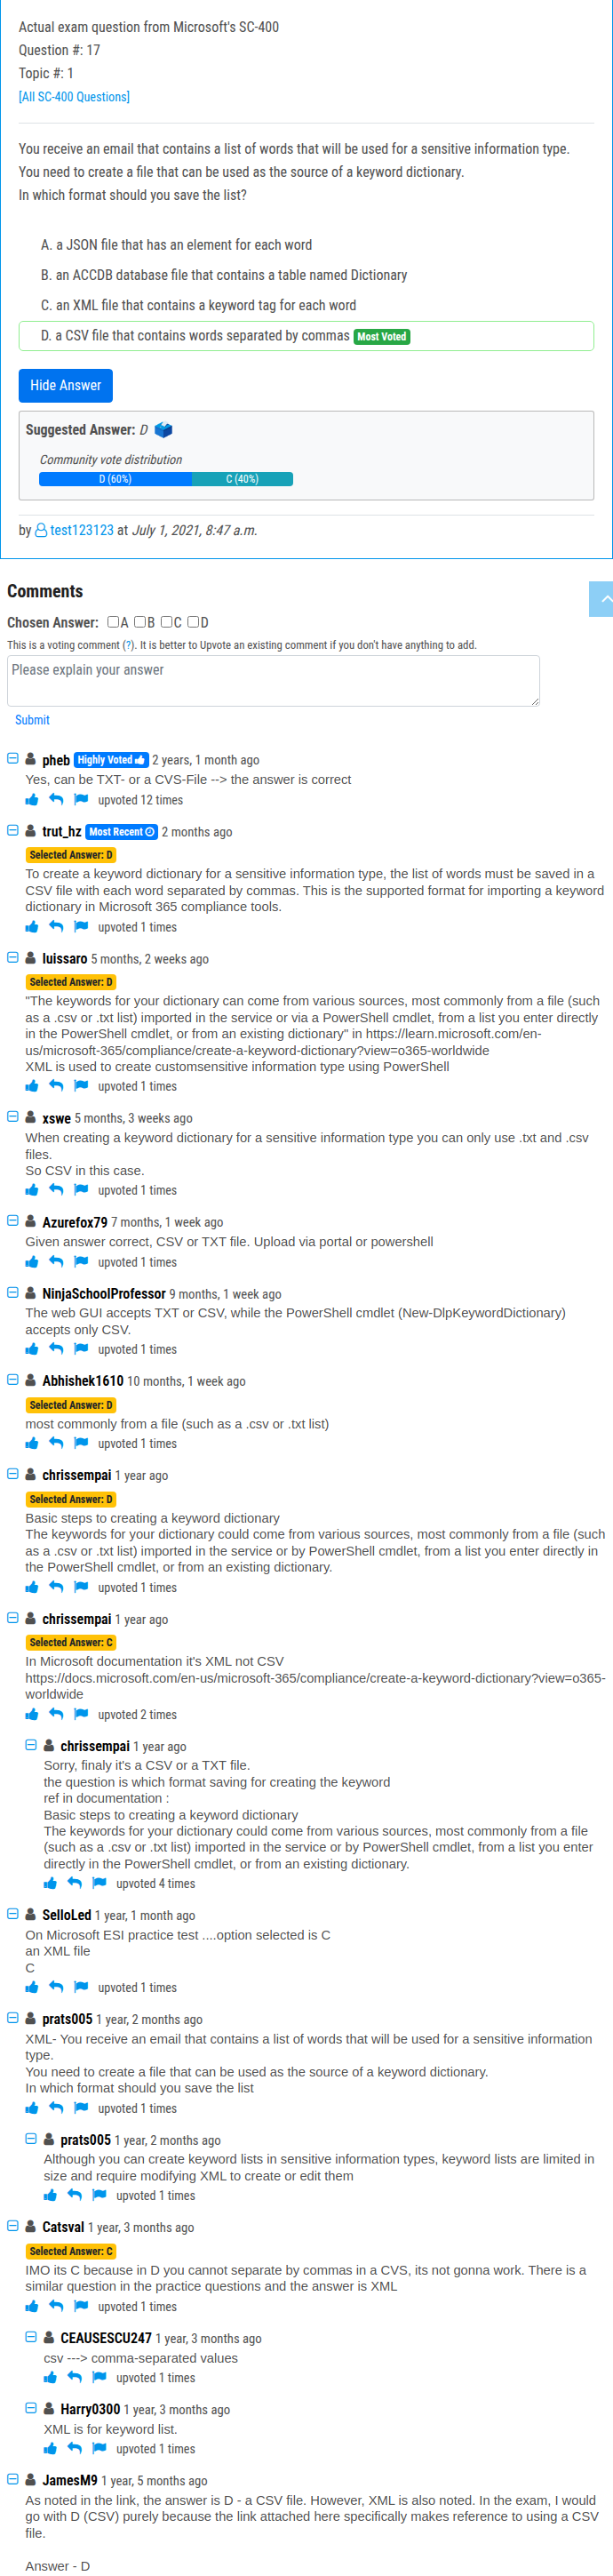 Actual exam question from Microsoft's SC-400
Question #: 17
Topic #: 1
[All SC-400 Questions]
You receive an email that contains a list of words that will be used for a sensitive information type.
You need to create a file that can be used as the source of a keyword dictionary.
In which format should you save the list?
A. a JSON file that has an element for each word
B. an ACCDB database file that contains a table named Dictionary
C. an XML file that contains a keyword tag for each word
D. a CSV file that contains words separated by commas Most Voted
Hide Answer
Suggested Answer: D
Community vote distribution
D (60%) C (40%)
by test123123 at July 1, 2021, 8:47 a.m.
Comments
Chosen Answer: A B C D
This is a voting comment (?). It is better to Upvote an existing comment if you don't have anything to add.
Please explain your answer
Submit
pheb Highly Voted 2 years, 1 month ago
Yes, can be TXT- or a CVS-File --> the answer is correct
upvoted 12 times
trut_hz Most Recent 2 months ago
Selected Answer: D
To create a keyword dictionary for a sensitive information type, the list of words must be saved in a
CSV file with each word separated by commas. This is the supported format for importing a keyword
dictionary in Microsoft 365 compliance tools.
upvoted 1 times
luissaro 5 months, 2 weeks ago
Selected Answer: D
"The keywords for your dictionary can come from various sources, most commonly from a file (such
as a .csv or .txt list) imported in the service or via a PowerShell cmdlet, from a list you enter directly
in the PowerShell cmdlet, or from an existing dictionary" in https://learn.microsoft.com/en-
us/microsoft-365/compliance/create-a-keyword-dictionary?view=o365-worldwide
XML is used to create customsensitive information type using PowerShell
upvoted 1 times
xswe 5 months, 3 weeks ago
When creating a keyword dictionary for a sensitive information type you can only use .txt and .csv
files.
So CSV in this case.
upvoted 1 times
Azurefox79 7 months, 1 week ago
Given answer correct, CSV or TXT file. Upload via portal or powershell
upvoted 1 times
NinjaSchoolProfessor 9 months, 1 week ago
The web GUI accepts TXT or CSV, while the PowerShell cmdlet (New-DlpKeywordDictionary)
accepts only CSV.
upvoted 1 times
Abhishek1610 10 months, 1 week ago
Selected Answer: D
most commonly from a file (such as a .csv or .txt list)
upvoted 1 times
chrissempai 1 year ago
Selected Answer: D
Basic steps to creating a keyword dictionary
The keywords for your dictionary could come from various sources, most commonly from a file (such
as a .csv or .txt list) imported in the service or by PowerShell cmdlet, from a list you enter directly in
the PowerShell cmdlet, or from an existing dictionary.
upvoted 1 times
chrissempai 1 year ago
Selected Answer: C
In Microsoft documentation it's XML not CSV
https://docs.microsoft.com/en-us/microsoft-365/compliance/create-a-keyword-dictionary?view=o365-
worldwide
upvoted 2 times
chrissempai 1 year ago
Sorry, finaly it's a CSV or a TXT file.
the question is which format saving for creating the keyword
ref in documentation :
Basic steps to creating a keyword dictionary
The keywords for your dictionary could come from various sources, most commonly from a file
(such as a .csv or .txt list) imported in the service or by PowerShell cmdlet, from a list you enter
directly in the PowerShell cmdlet, or from an existing dictionary.
upvoted 4 times
SelloLed 1 year, 1 month ago
On Microsoft ESI practice test ....option selected is C
an XML file
C
upvoted 1 times
prats005 1 year, 2 months ago
XML- You receive an email that contains a list of words that will be used for a sensitive information
type.
You need to create a file that can be used as the source of a keyword dictionary.
In which format should you save the list
upvoted 1 times
prats005 1 year, 2 months ago
Although you can create keyword lists in sensitive information types, keyword lists are limited in
size and require modifying XML to create or edit them
upvoted 1 times
Catsval 1 year, 3 months ago
Selected Answer: C
IMO its C because in D you cannot separate by commas in a CVS, its not gonna work. There is a
similar question in the practice questions and the answer is XML
upvoted 1 times
CEAUSESCU247 1 year, 3 months ago
csv ---> comma-separated values
upvoted 1 times
Harry0300 1 year, 3 months ago
XML is for keyword list.
upvoted 1 times
JamesM9 1 year, 5 months ago
As noted in the link, the answer is D - a CSV file. However, XML is also noted. In the exam, I would
go with D (CSV) purely because the link attached here specifically makes reference to using a CSV
file.
Answer - D